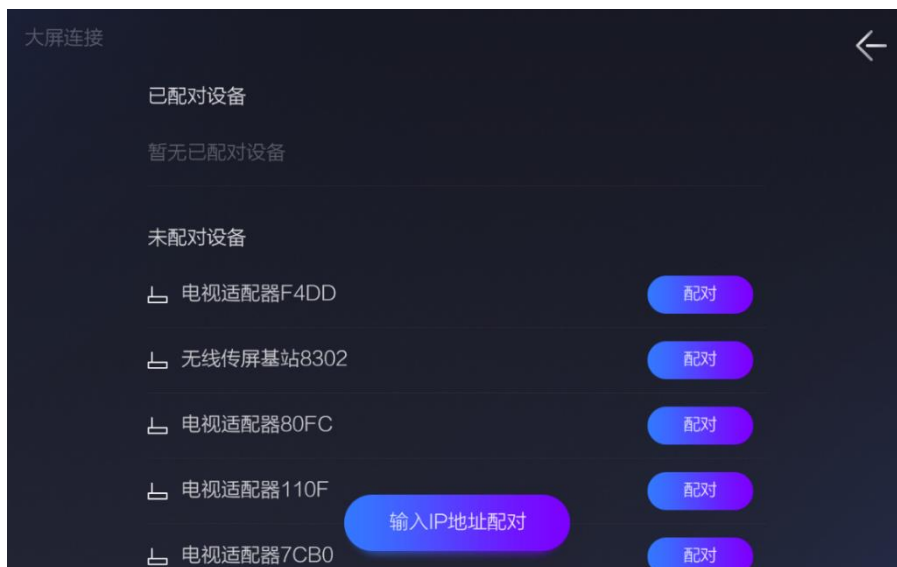 大屏连接
已配对设备
暂无已配对设备
未配对设备
电视适配器F4DD
配对
无线传屏基站8302
配对
电视适配器80FC
配对
电视适配器110F
配对
输入IP地址配对
电视适配器7CB0
配对